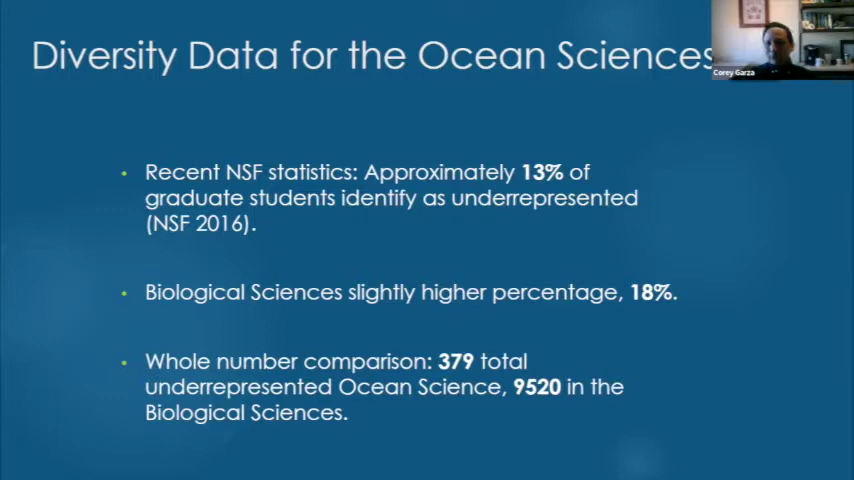 Diversity Data for the Ocean Sciences
Corey Garza
• Recent NSF statistics: Approximately 13% of
graduate students identify as underrepresented
(NSF 2016).
• Biological Sciences slightly higher percentage, 18%.
• Whole number comparison: 379 total
underrepresented Ocean Science, 9520 in the
Biological Sciences.